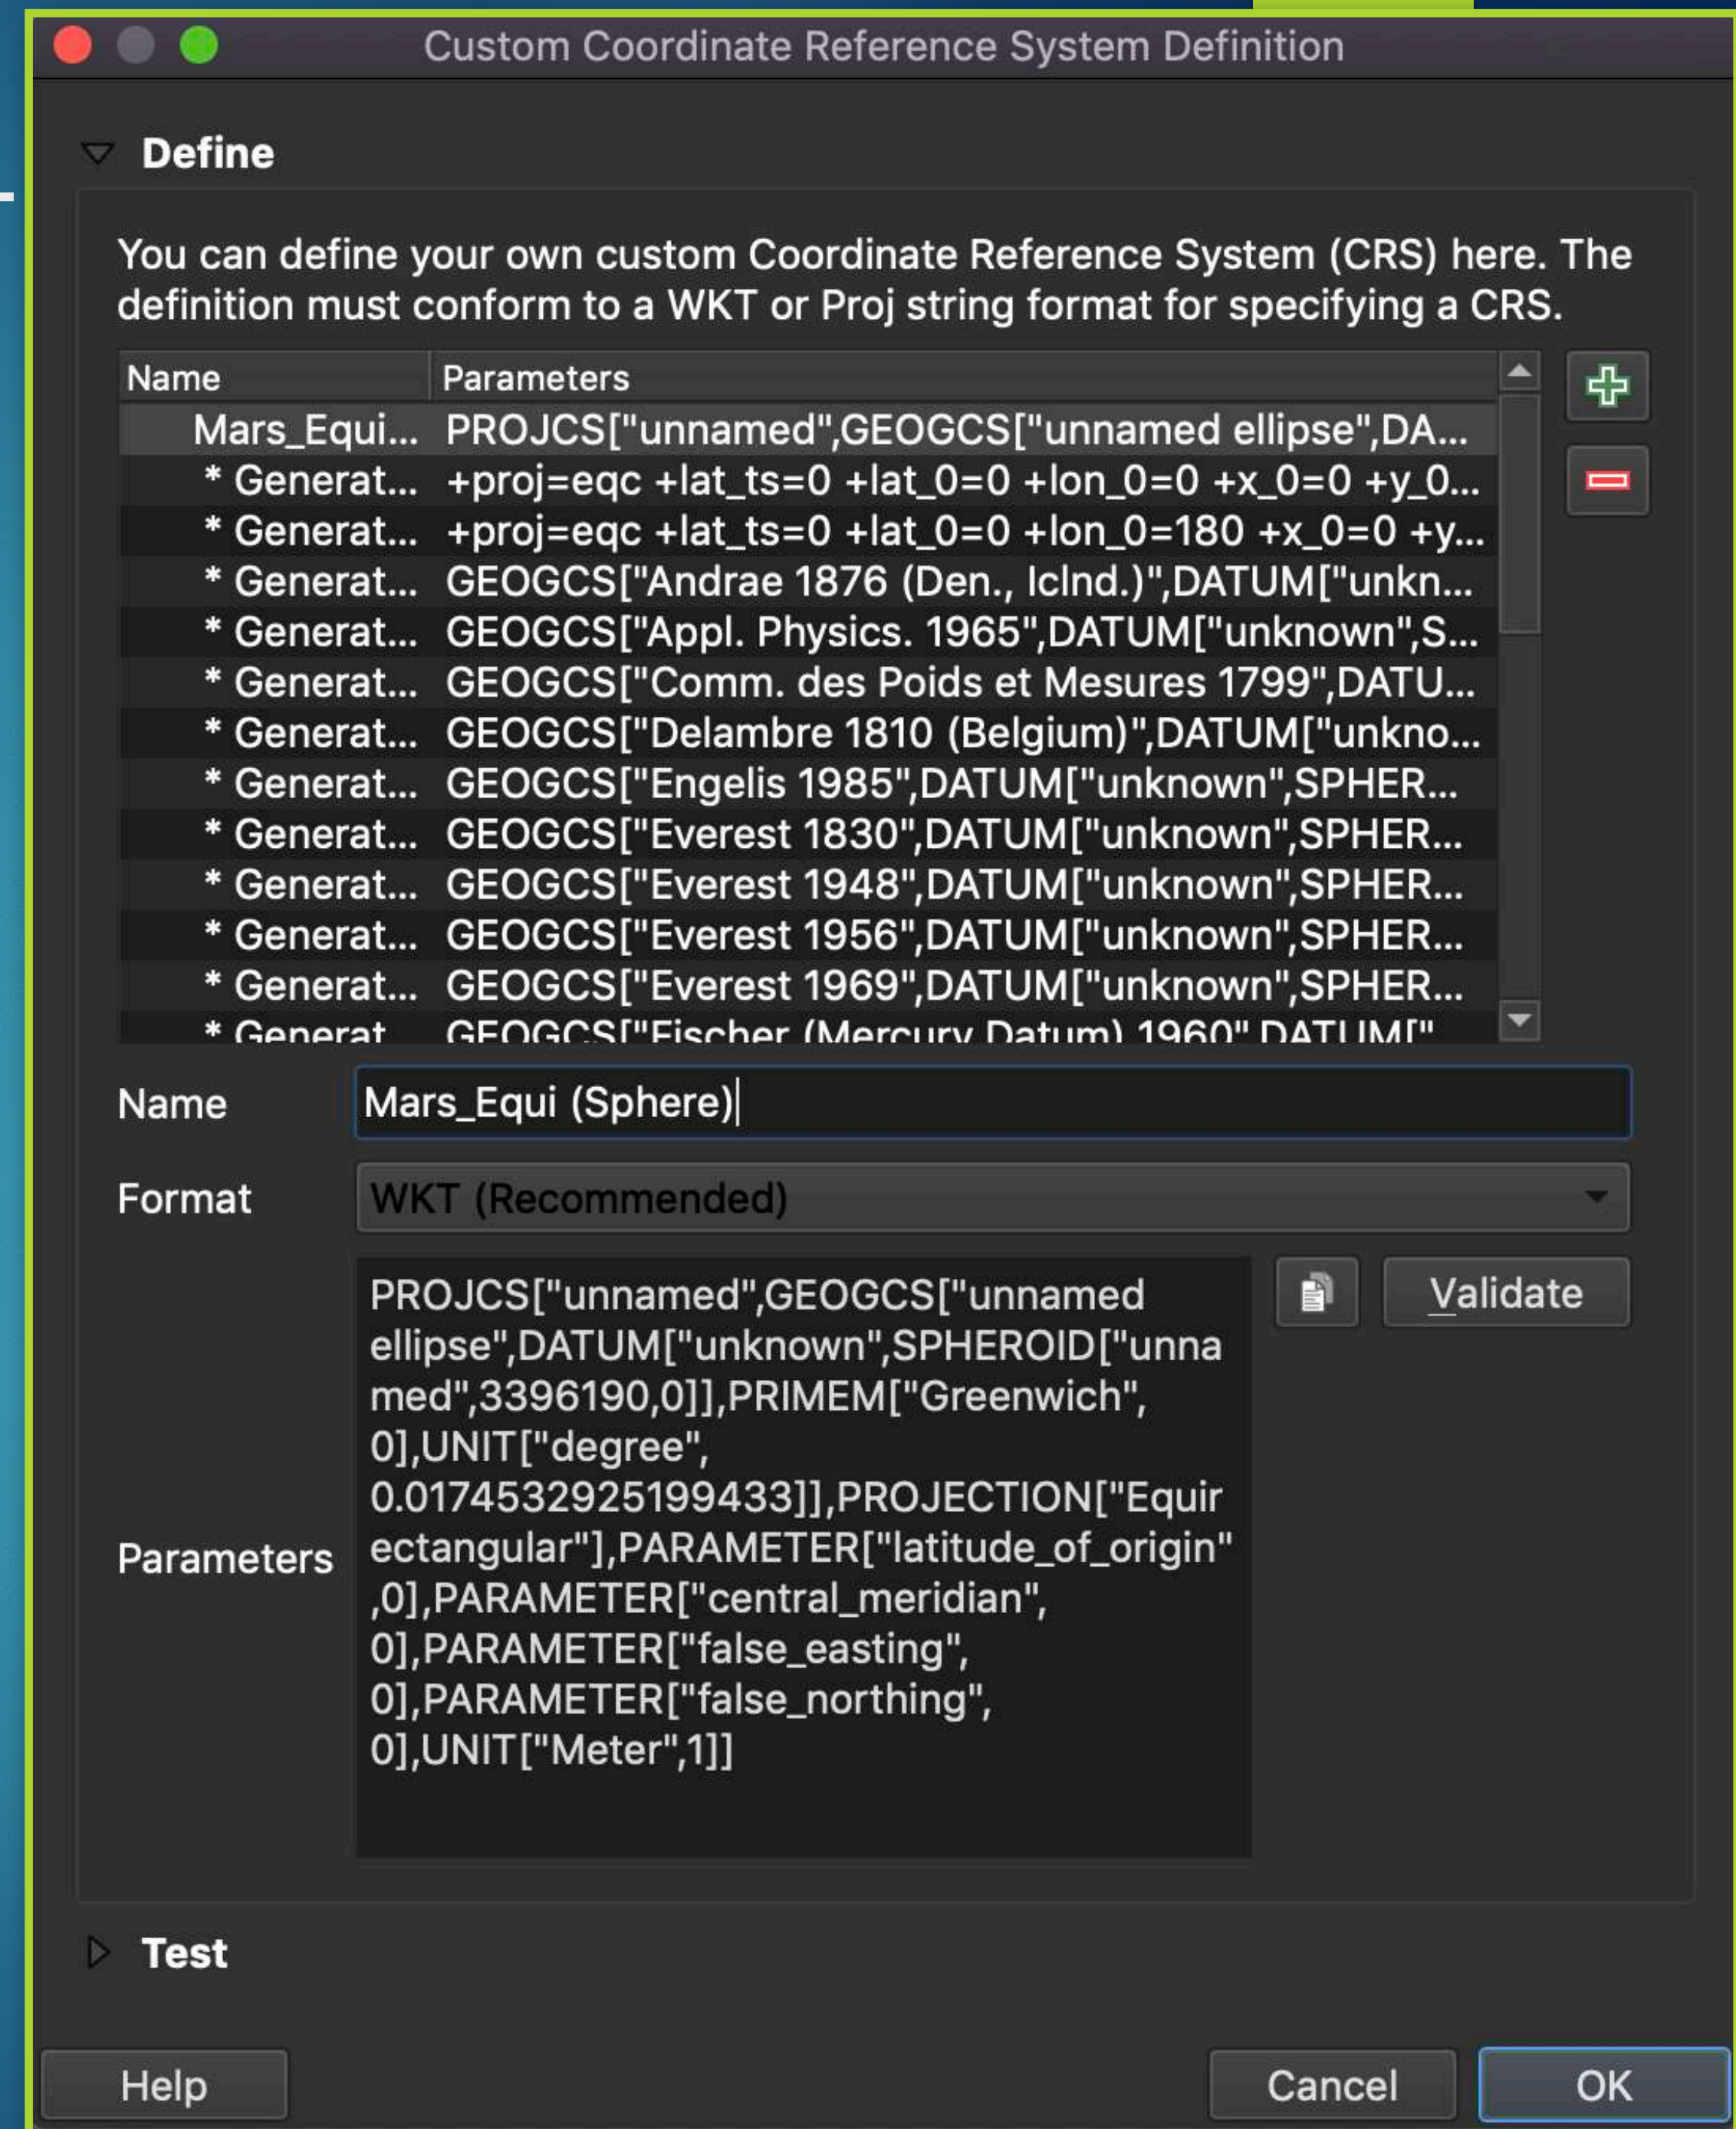 Custom Coordinate Reference System Definition
Define
You can define your own custom Coordinate Reference System (CRS) here. The
definition must conform to a WKT or Proj string format for specifying a CRS.
Name Parameters
Mars_Equi... PROJCS["unnamed",GEOGCS["unnamed ellipse",DA...
* Generat... +proj=eqc +lat_ts=0 +lat_0=0 +lon_0=0 +x_0=0 +y_0...
* Generat... +proj=eqc +lat_ts=0 +lat_0=0 +lon_0=180 +x_0=0 +y...
* Generat... GEOGCS["Andrae 1876 (Den., Iclnd.)",DATUM["unkn...
* Generat... GEOGCS["Appl. Physics. 1965",DATUM["unknown",S...
* Generat... GEOGCS["Comm. des Poids et Mesures 1799",DATU...
* Generat... GEOGCS["Delambre 1810 (Belgium)",DATUM["unkno...
* Generat... GEOGCS["Engelis 1985",DATUM["unknown",SPHER...
* Generat... GEOGCS["Everest 1830",DATUM["unknown",SPHER...
* Generat... GEOGCS["Everest 1948",DATUM["unknown",SPHER...
* Generat... GEOGCS["Everest 1956",DATUM["unknown",SPHER...
* Generat... GEOGCS["Everest 1969",DATUM["unknown",SPHER...
* Generat GEOGCS["Fischer (Mercury Datum) 1960",DATUM["
Name Mars_Equi (Sphere)
Format WKT (Recommended)
PROJCS["unnamed",GEOGCS["unnamed
ellipse",DATUM["unknown",SPHEROID["unna
med",3396190,0]],PRIMEM["Greenwich",
0],UNIT["degree",
0.0174532925199433]],PROJECTION["Equir
ectangular"],PARAMETER["latitude_of_origin"
,0],PARAMETER["central_meridian",
0],PARAMETER["false_easting",
0],PARAMETER["false_northing",
0],UNIT["Meter",1]]
Validate
Parameters
Test
Help Cancel OK